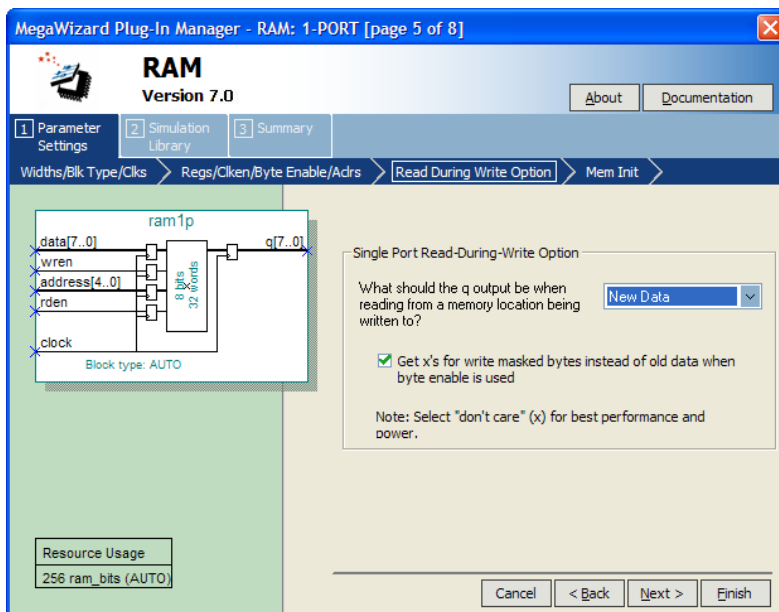 MegaWizard Plug-In Manager - RAM: 1-PORT [page 5 of 8]
RAM
Version 7.0
About
Documentation
1 Parameter
Settings
2 Simulation
Library
3 Summary
Widths/Blk Type/Clks
Regs/Clken/Byte Enable/Aclrs
Read During Write Option
Mem Init
ram1p
data[7..0]
wren
address[4..0]
rden
clock
q[7..0]
8 bits
32 words
Block type: AUTO
Single Port Read-During-Write Option
What should the q output be when
reading from a memory location being
written to?
New Data
Get x's for write masked bytes instead of old data when
byte enable is used
Note: Select "don't care" (x) for best performance and
power.
Resource Usage
256 ram_bits (AUTO)
Cancel
< Back
Next >
Finish